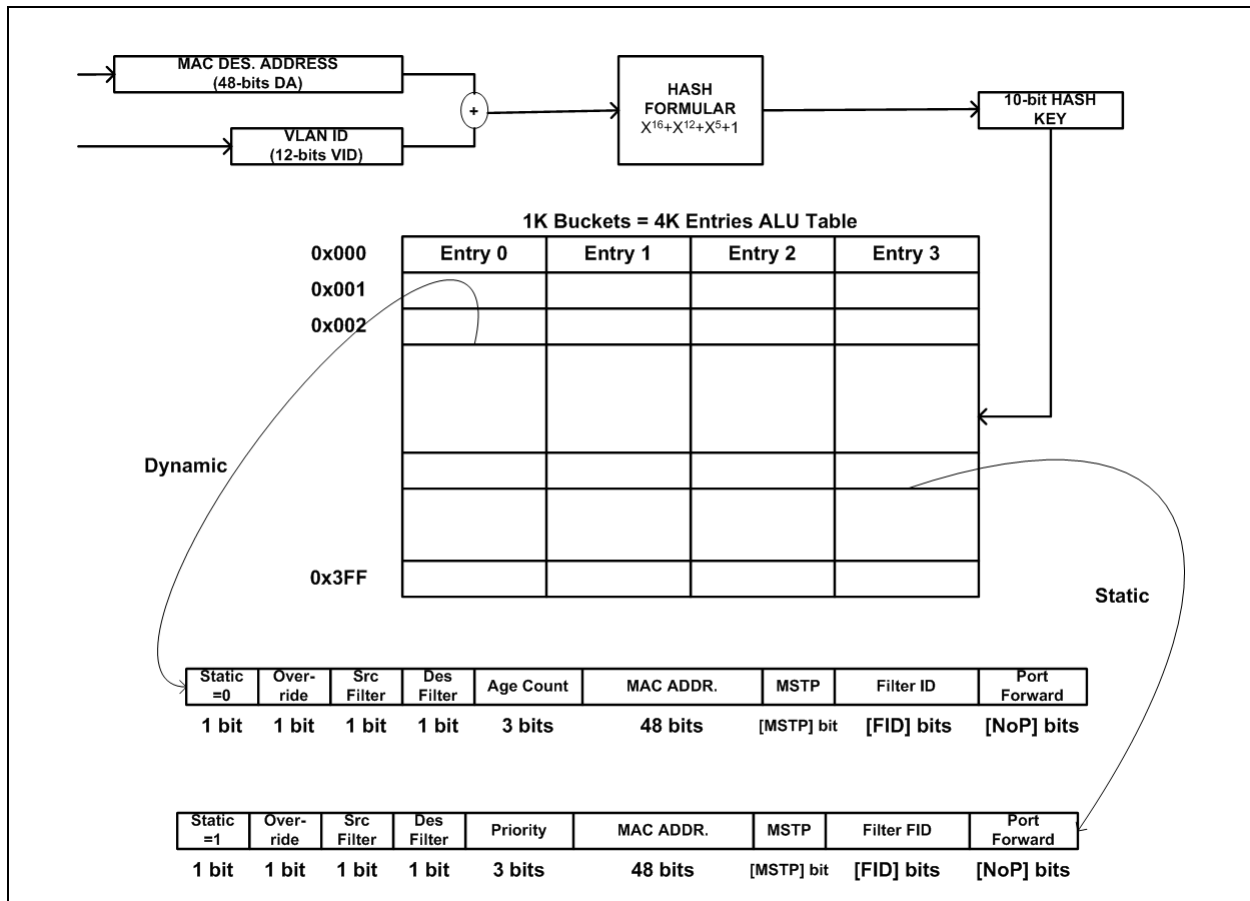 MAC DES. ADDRESS
(48-bits DA)
+
VLAN ID
(12-bits VID)
HASH
FORMULAR
X¹⁶+X¹²+X⁵+1
10-bit HASH
KEY
1K Buckets = 4K Entries ALU Table
0x000 Entry 0 Entry 1 Entry 2 Entry 3
0x001
0x002
Dynamic
0x3FF
Static
Static =0 Over-ride Src Filter Des Filter Age Count MAC ADDR. MSTP Filter ID Port Forward
1 bit 1 bit 1 bit 1 bit 3 bits 48 bits [MSTP] bit [FID] bits [NoP] bits
Static =1 Over-ride Src Filter Des Filter Priority MAC ADDR. MSTP Filter FID Port Forward
1 bit 1 bit 1 bit 1 bit 3 bits 48 bits [MSTP] bit [FID] bits [NoP] bits